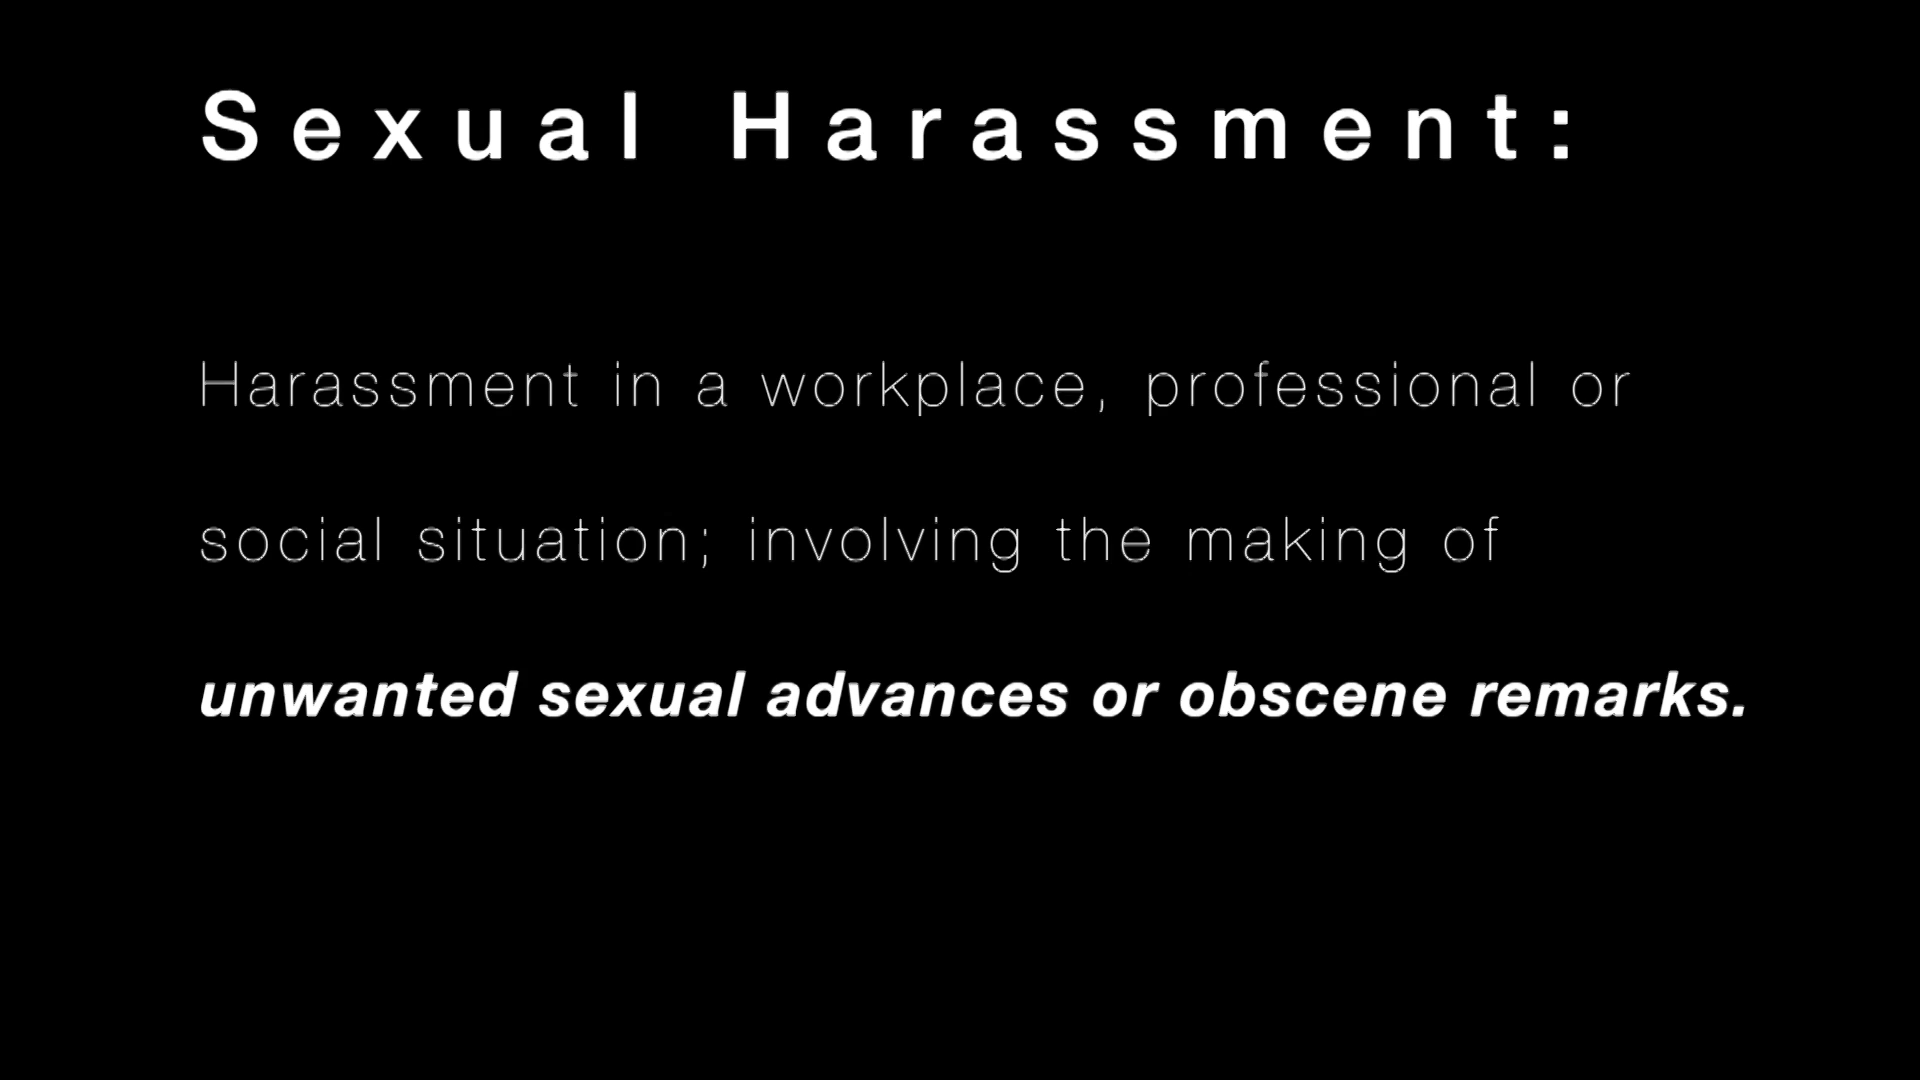 Sexual Harassment:
Harassment in a workplace, professional or
social situation; involving the making of
unwanted sexual advances or obscene remarks.